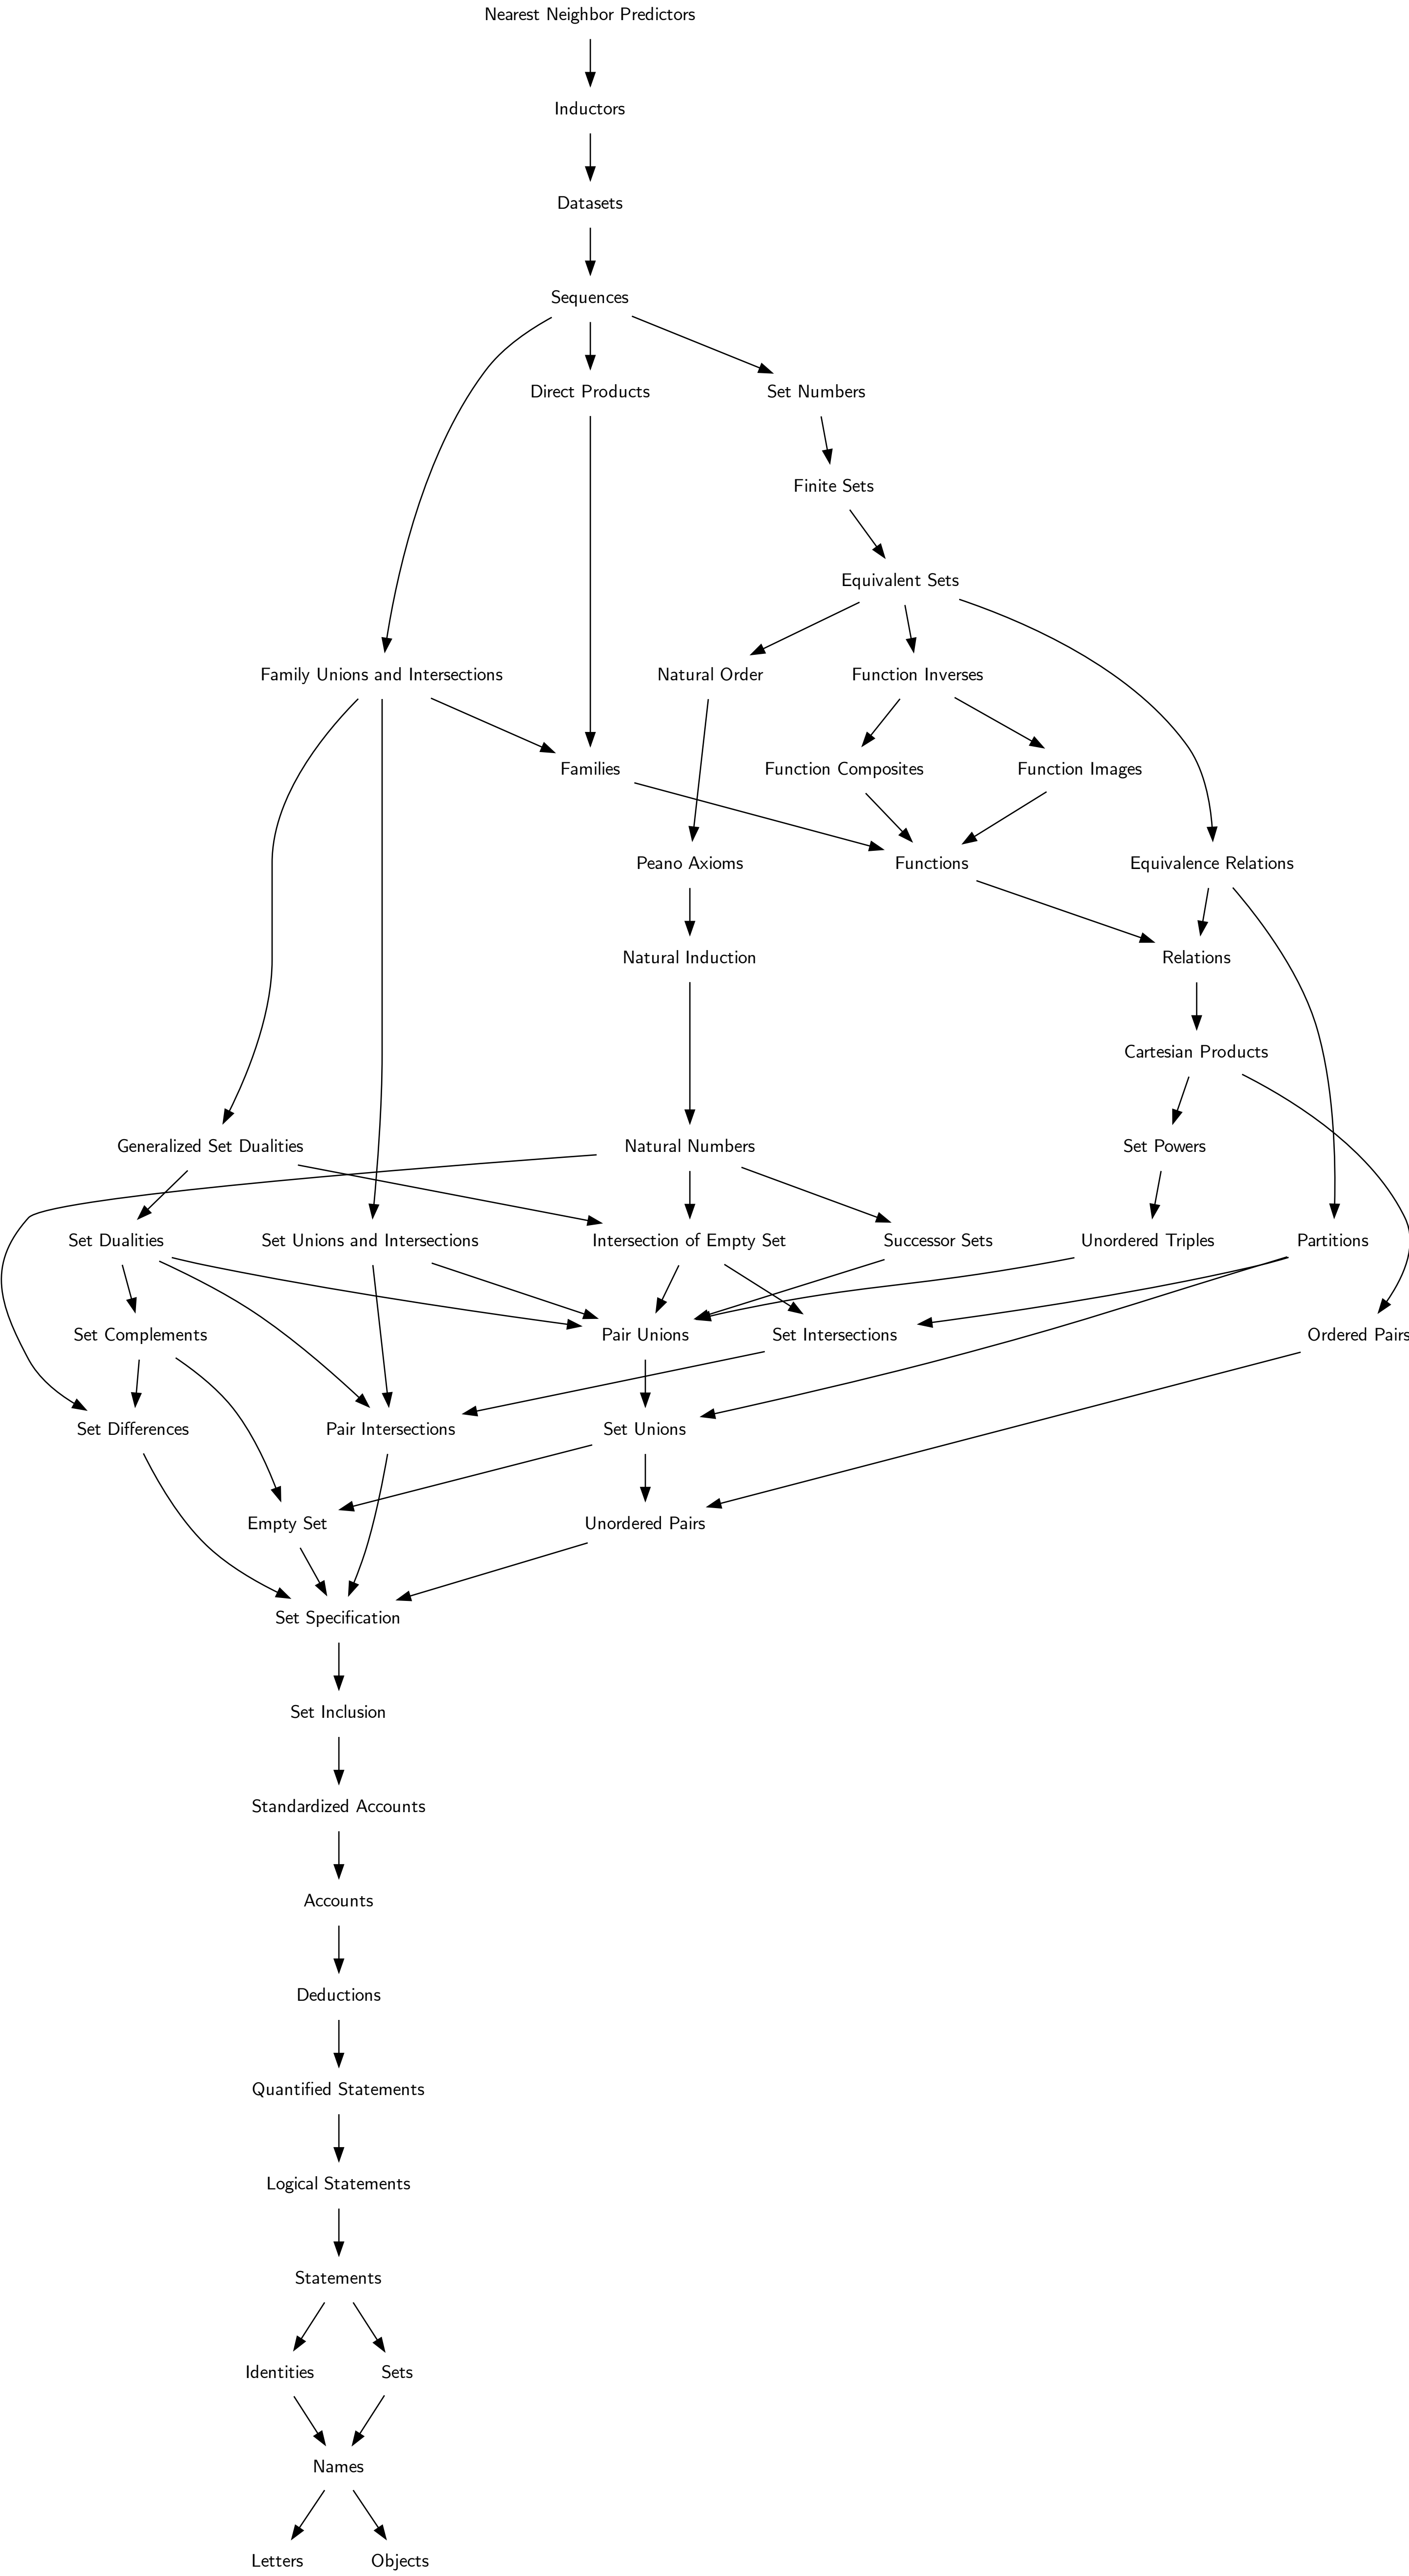 Nearest Neighbor Predictors
Inductors
Datasets
Sequences
Direct Products
Set Numbers
Finite Sets
Equivalent Sets
Family Unions and Intersections
Natural Order
Function Inverses
Families
Function Composites
Function Images
Peano Axioms
Functions
Equivalence Relations
Natural Induction
Relations
Cartesian Products
Generalized Set Dualities
Natural Numbers
Set Powers
Set Dualities
Set Unions and Intersections
Intersection of Empty Set
Successor Sets
Unordered Triples
Partitions
Set Complements
Pair Unions
Set Intersections
Ordered Pairs
Set Differences
Pair Intersections
Set Unions
Empty Set
Unordered Pairs
Set Specification
Set Inclusion
Standardized Accounts
Accounts
Deductions
Quantified Statements
Logical Statements
Statements
Identities
Sets
Names
Letters
Objects